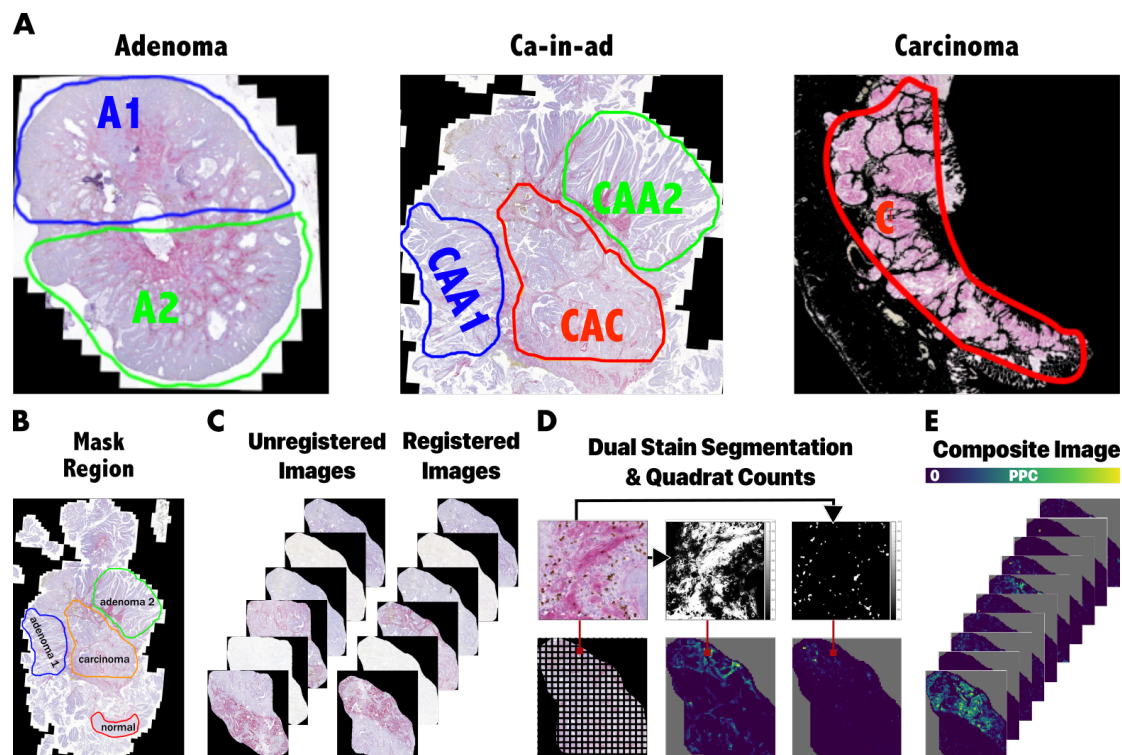 A
Adenoma
Ca-in-ad
Carcinoma
A1
A2
CAA1
CAA2
CAC
C
B
Mask
Region
adenoma 2
adenoma 1
carcinoma
normal
C
Unregistered
Images
Registered
Images
D
Dual Stain Segmentation
& Quadrat Counts
E
Composite Image
0
PPC